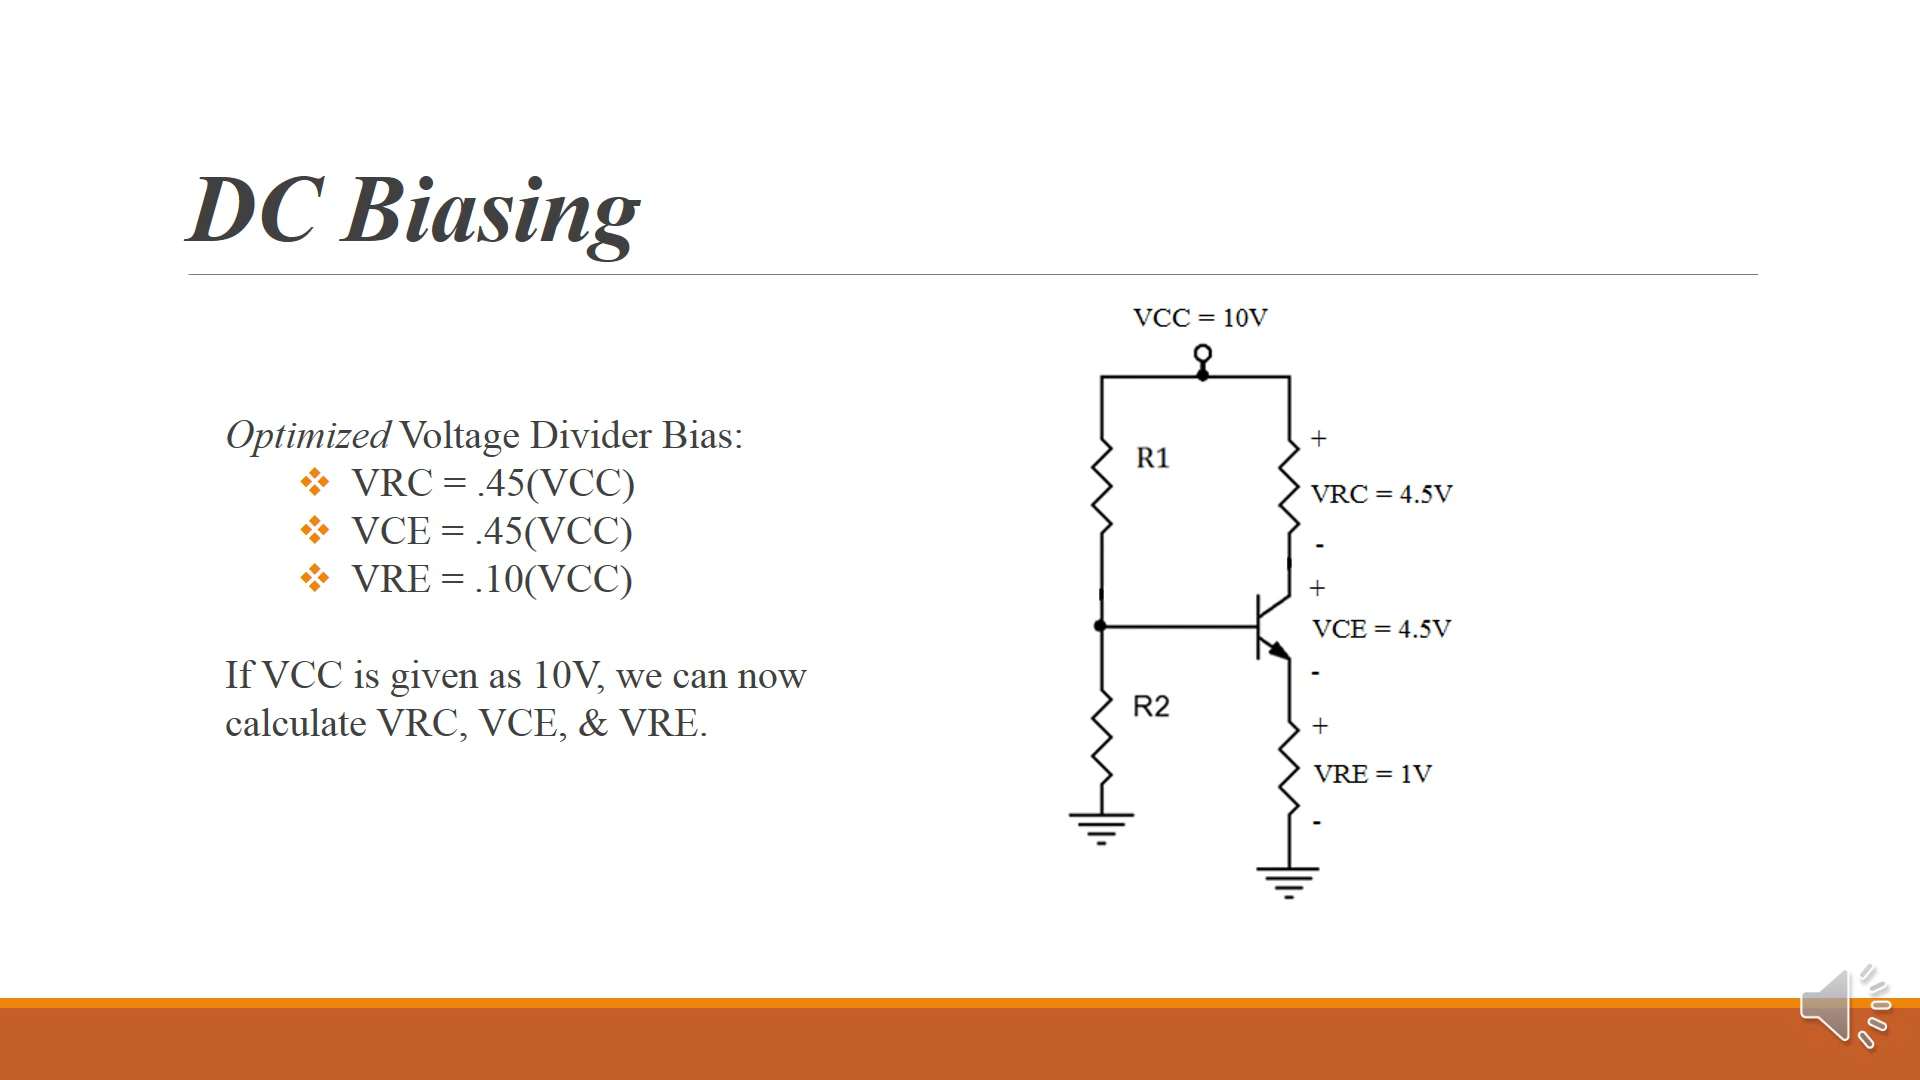 DC Biasing
Optimized Voltage Divider Bias:
❖ VRC = .45(VCC)
❖ VCE = .45(VCC)
❖ VRE = .10(VCC)
If VCC is given as 10V, we can now
calculate VRC, VCE, & VRE.
VCC = 10V
R1
+
VRC = 4.5V
-
+
VCE = 4.5V
-
R2
+
VRE = 1V
-